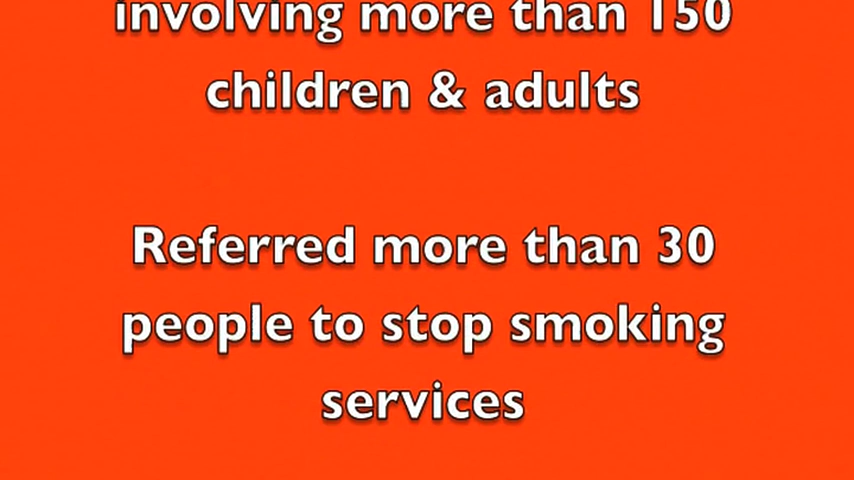 involving more than 150
children & adults
Referred more than 30
people to stop smoking
services